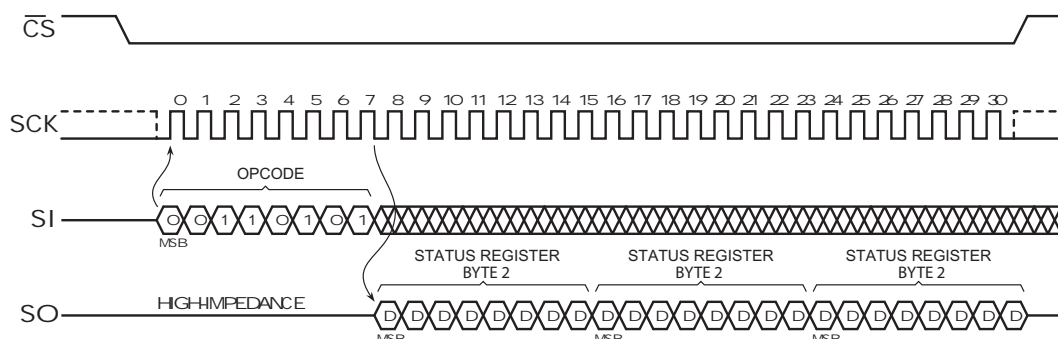 CS
0 1 2 3 4 5 6 7 8 9 10 11 12 13 14 15 16 17 18 19 20 21 22 23 24 25 26 27 28 29 30
SCK
OPCODE
SI 0 0 1 1 0 1 0 1
MSB
STATUS REGISTER BYTE 2
STATUS REGISTER BYTE 2
STATUS REGISTER BYTE 2
HIGH-IMPEDANCE
SO D D D D D D D D D D D D D D D D D D D D D D D D
MSB MSB MSB